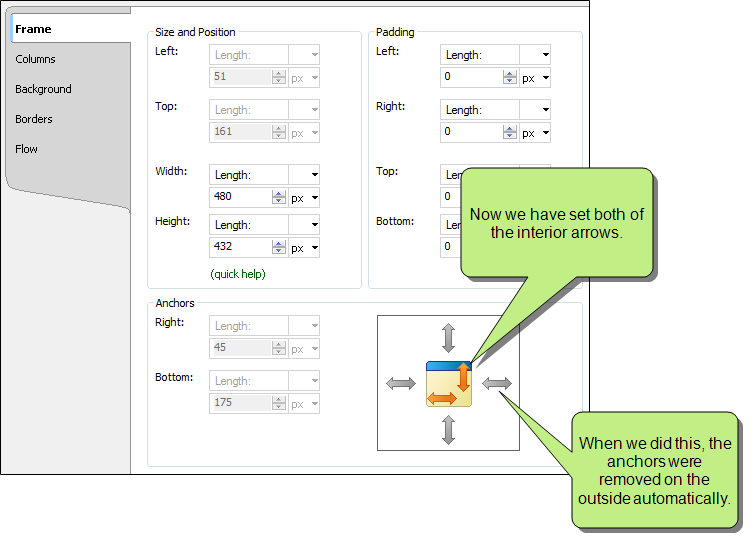 Frame
Columns
Background
Borders
Flow
Size and Position
Left:
Length:
51 px
Top:
Length:
161 px
Width:
Length:
480 px
Height:
Length:
432 px
(quick help)
Padding
Left:
Length:
0 px
Right:
Length:
0 px
Top:
0
Bottom:
0
Now we have set both of
the interior arrows.
Anchors
Right:
Length:
45 px
Bottom:
Length:
175 px
When we did this, the
anchors were
removed on the
outside automatically.